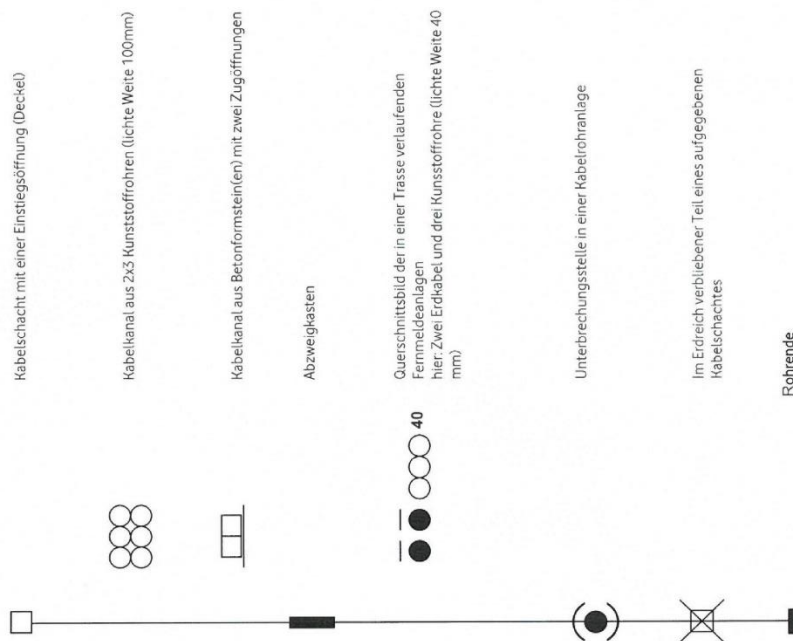 Kabelschacht mit einer Einstiegsöffnung (Deckel)
Kabelkanal aus 2x3 Kunststoffrohren (lichte Weite 100mm)
Kabelkanal aus Betonformstein(en) mit zwei Zugöffnungen
Abzweigkasten
Querschnittsbild der in einer Trasse verlaufenden
Fernmeldeanlagen
hier: Zwei Erdkabel und drei Kunsstoffrohre (lichte Weite 40
mm)
40
Unterbrechungsstelle in einer Kabelrohranlage
Im Erdreich verbliebener Teil eines aufgegebenen
Kabelschachtes
Rohrende